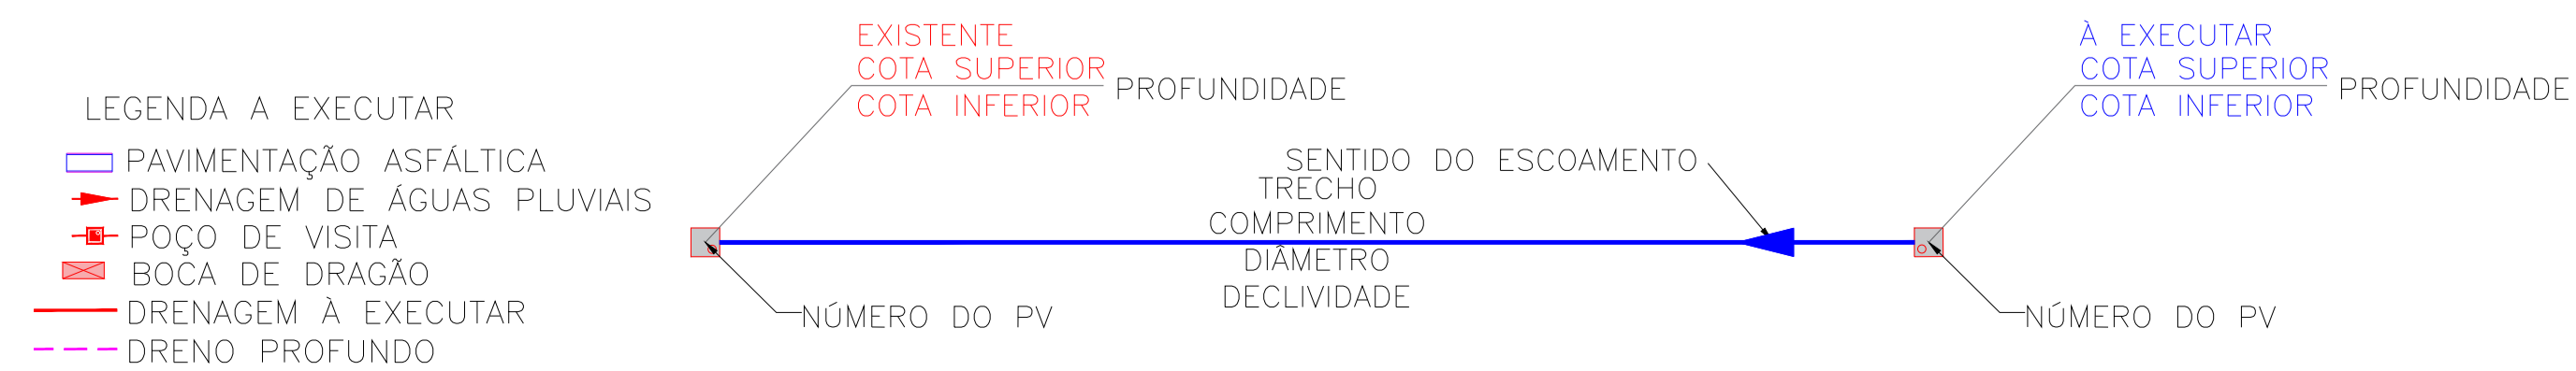 LEGENDA A EXECUTAR
PAVIMENTAÇÃO ASFÁLTICA
DRENAGEM DE ÁGUAS PLUVIAIS
POÇO DE VISITA
BOCA DE DRAGÃO
DRENAGEM À EXECUTAR
DRENO PROFUNDO
EXISTENTE
COTA SUPERIOR
COTA INFERIOR
PROFUNDIDADE
NÚMERO DO PV
SENTIDO DO ESCOAMENTO
TRECHO
COMPRIMENTO
DIÂMETRO
DECLIVIDADE
À EXECUTAR
COTA SUPERIOR
COTA INFERIOR
PROFUNDIDADE
NÚMERO DO PV